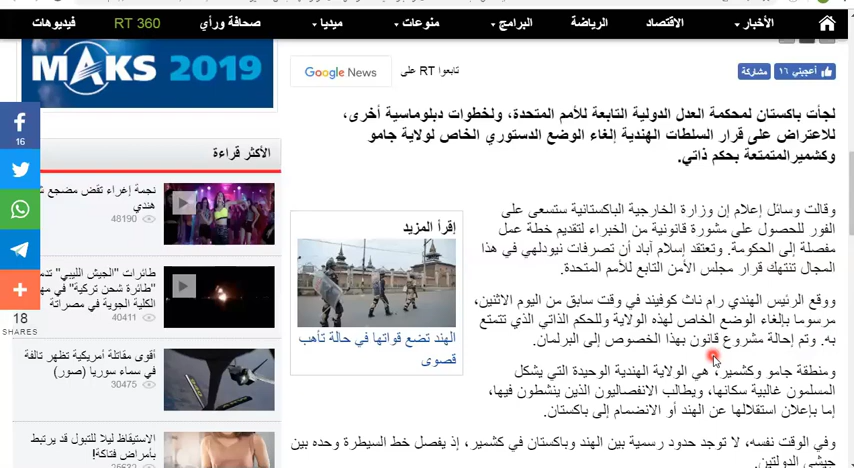 الأخبار
البرامج
الرياضة
الاقتصاد
منوعات
ميديا
صحافة ورأي
RT 360
فيديوهات
أعجبني ١٦
مشاركة
تابعوا RT على
Google News
لجأت باكستان لمحكمة العدل الدولية التابعة للأمم المتحدة، ولخطوات دبلوماسية أخرى،
للاعتراض على قرار السلطات الهندية إلغاء الوضع الدستوري الخاص لولاية جامو
وكشميرالمتمتعة بحكم ذاتي.
وقالت وسائل إعلام إن وزارة الخارجية الباكستانية ستسعى على
الفور للحصول على مشورة قانونية من الخبراء لتقديم خطة عمل
مفصلة إلى الحكومة. وتعتقد إسلام آباد أن تصرفات نيودلهي في هذا
المجال تنتهك قرار مجلس الأمن التابع للأمم المتحدة.
ووقع الرئيس الهندي رام ناث كوفيند في وقت سابق من اليوم الاثنين،
مرسوما بإلغاء الوضع الخاص لهذه الولاية وللحكم الذاتي الذي تتمتع
به. وتم إحالة مشروع قانون بهذا الخصوص إلى البرلمان.
ومنطقة جامو وكشمير، هي الولاية الهندية الوحيدة التي يشكل
المسلمون غالبية سكانها، ويطالب الانفصاليون الذين ينشطون فيها،
إما بإعلان استقلالها عن الهند أو الانضمام إلى باكستان.
وفي الوقت نفسه، لا توجد حدود رسمية بين الهند وباكستان في كشمير، إذ يفصل خط السيطرة وحده بين
جيشي الدولتين.
إقرأ المزيد
الهند تضع قواتها في حالة تأهب
قصوى
MAKS 2019
الأكثر قراءة
نجمة إغراء تقض مضجع
هندي
48190
طائرات "الجيش الليبي"
"طائرة شحن تركية" في
الكلية الجوية في مصراتة
40411
أقوى مقاتلة أمريكية تظهر تالفة
في سماء سوريا (صور)
30475
الاستيقاظ ليلا للتبول قد يرتبط
بأمراض فتاكة!
16
18
SHARES